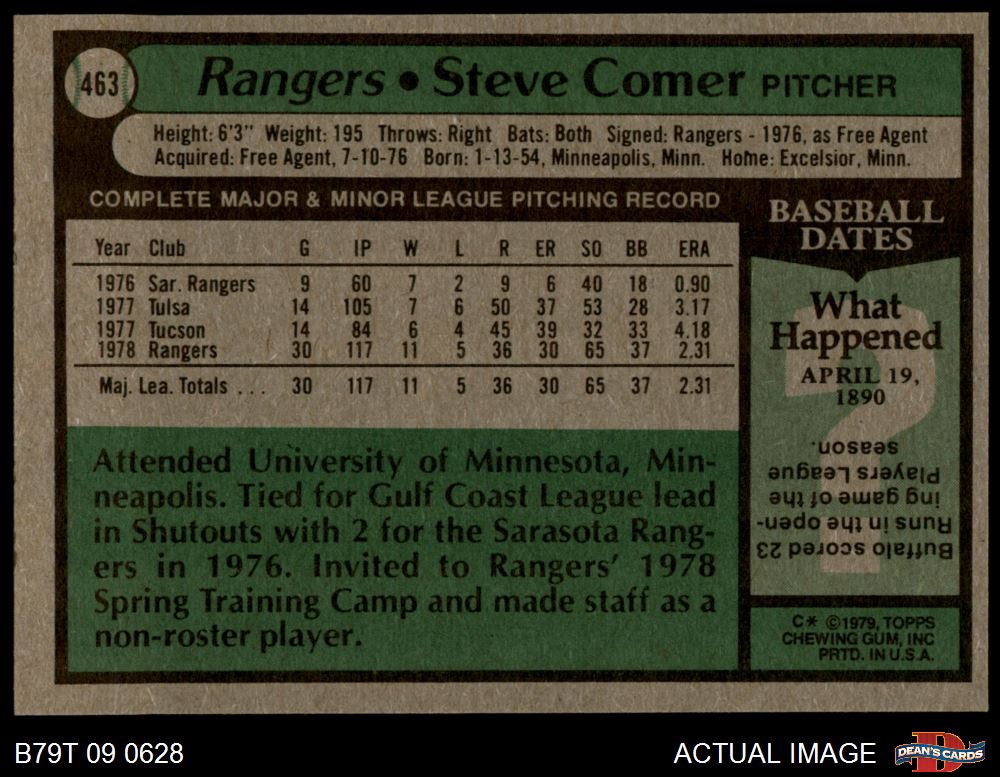 463
Rangers • Steve Comer PITCHER
Height: 6'3" Weight: 195 Throws: Right Bats: Both Signed: Rangers - 1976, as Free Agent
Acquired: Free Agent, 7-10-76 Born: 1-13-54, Minneapolis, Minn. Home: Excelsior, Minn.
COMPLETE MAJOR & MINOR LEAGUE PITCHING RECORD
Year Club G IP W L R ER SO BB ERA
1976 Sar. Rangers 9 60 7 2 9 6 40 18 0.90
1977 Tulsa 14 105 7 6 50 37 53 28 3.17
1977 Tucson 14 84 6 4 45 39 32 33 4.18
1978 Rangers 30 117 11 5 36 30 65 37 2.31
Maj. Lea. Totals . . . 30 117 11 5 36 30 65 37 2.31
Attended University of Minnesota, Min-
neapolis. Tied for Gulf Coast League lead
in Shutouts with 2 for the Sarasota Rang-
ers in 1976. Invited to Rangers' 1978
Spring Training Camp and made staff as a
non-roster player.
BASEBALL
DATES
What
Happened
APRIL 19,
1890
?
Buffalo scored 23
Runs in the open-
ing game of the
Players League
season.
C* ©1979, TOPPS
CHEWING GUM, INC
PRTD. IN U.S.A.
B79T 09 0628
ACTUAL IMAGE
D
DEAN'S CARDS